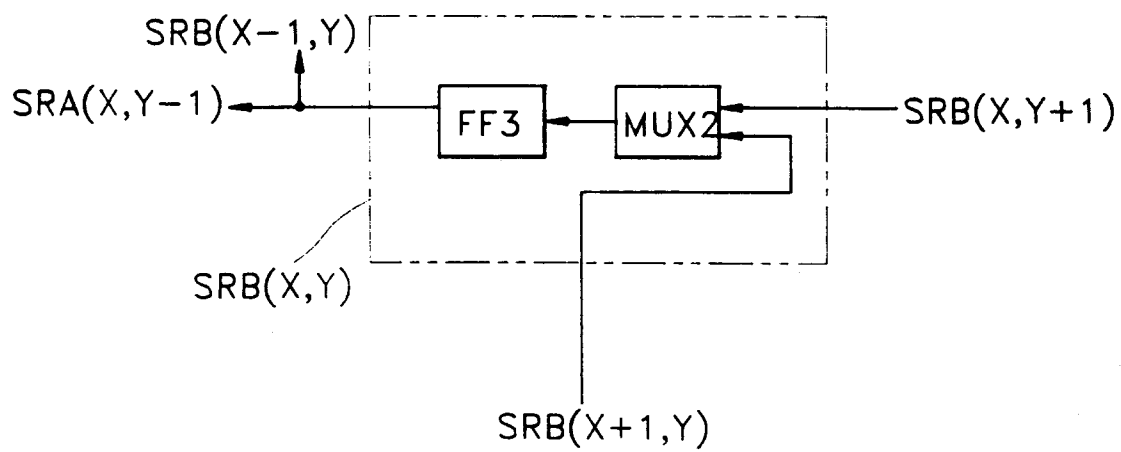 SRB(X-1,Y)
SRA(X,Y-1)
FF3
MUX2
SRB(X,Y+1)
SRB(X,Y)
SRB(X+1,Y)